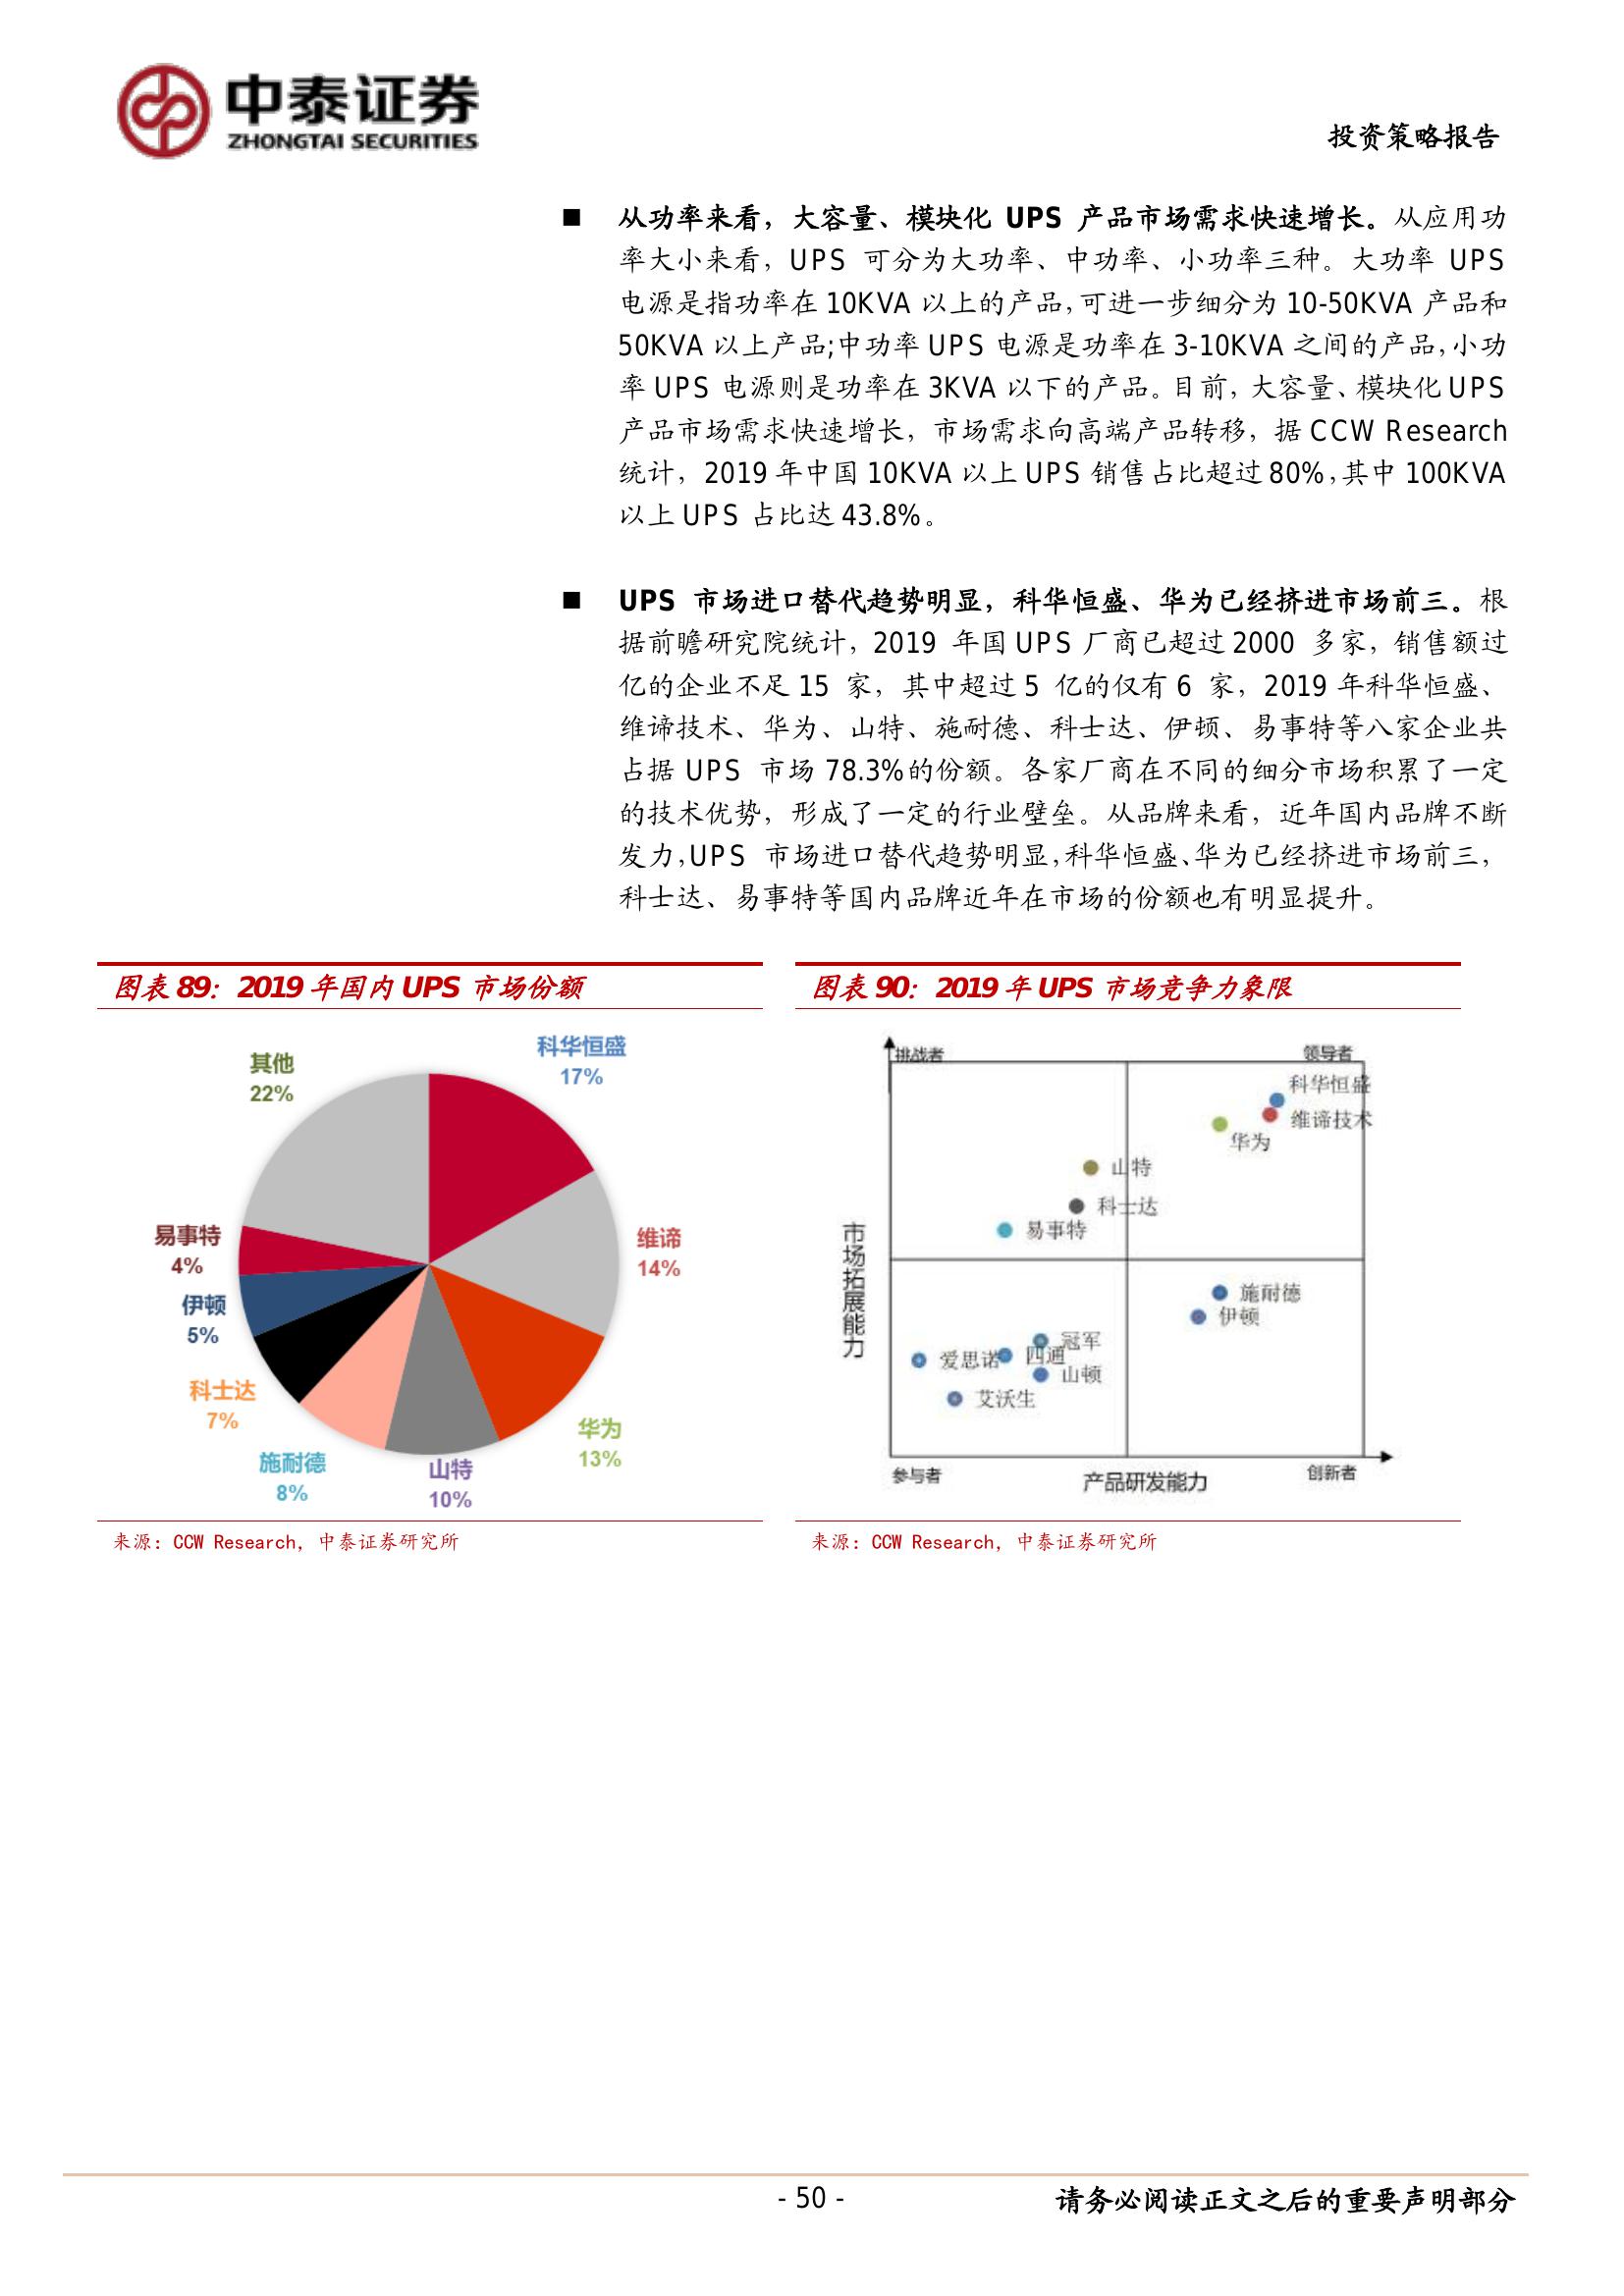 中泰证券
ZHONGTAI SECURITIES
投资策略报告
■ 从功率来看，大容量、模块化 UPS 产品市场需求快速增长。从应用功
率大小来看，UPS 可分为大功率、中功率、小功率三种。大功率 UPS
电源是指功率在 10KVA 以上的产品,可进一步细分为 10-50KVA 产品和
50KVA 以上产品;中功率 UPS 电源是功率在 3-10KVA 之间的产品,小功
率 UPS 电源则是功率在 3KVA 以下的产品。目前，大容量、模块化 UPS
产品市场需求快速增长，市场需求向高端产品转移，据 CCW Research
统计，2019 年中国 10KVA 以上 UPS 销售占比超过 80%,其中 100KVA
以上 UPS 占比达 43.8%。
■ UPS 市场进口替代趋势明显，科华恒盛、华为已经挤进市场前三。根
据前瞻研究院统计，2019 年国 UPS 厂商已超过 2000 多家，销售额过
亿的企业不足 15 家，其中超过 5 亿的仅有 6 家，2019 年科华恒盛、
维谛技术、华为、山特、施耐德、科士达、伊顿、易事特等八家企业共
占据 UPS 市场 78.3%的份额。各家厂商在不同的细分市场积累了一定
的技术优势，形成了一定的行业壁垒。从品牌来看，近年国内品牌不断
发力,UPS 市场进口替代趋势明显,科华恒盛、华为已经挤进市场前三，
科士达、易事特等国内品牌近年在市场的份额也有明显提升。
图表 89：2019 年国内 UPS 市场份额
科华恒盛
17%
其他
22%
易事特
4%
维谛
14%
伊顿
5%
科士达
7%
华为
13%
施耐德
8%
山特
10%
来源：CCW Research，中泰证券研究所
图表 90：2019 年 UPS 市场竞争力象限
挑战者
领导者
科华恒盛
维谛技术
华为
山特
科士达
易事特
市场拓展能力
施耐德
伊顿
冠军
爱思诺
四通
山顿
艾沃生
参与者
产品研发能力
创新者
来源：CCW Research，中泰证券研究所
- 50 -
请务必阅读正文之后的重要声明部分